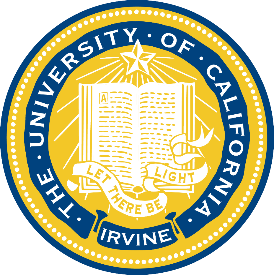 · THE · UNIVERSITY · OF · CALIFORNIA ·
A
LET THERE BE LIGHT
IRVINE